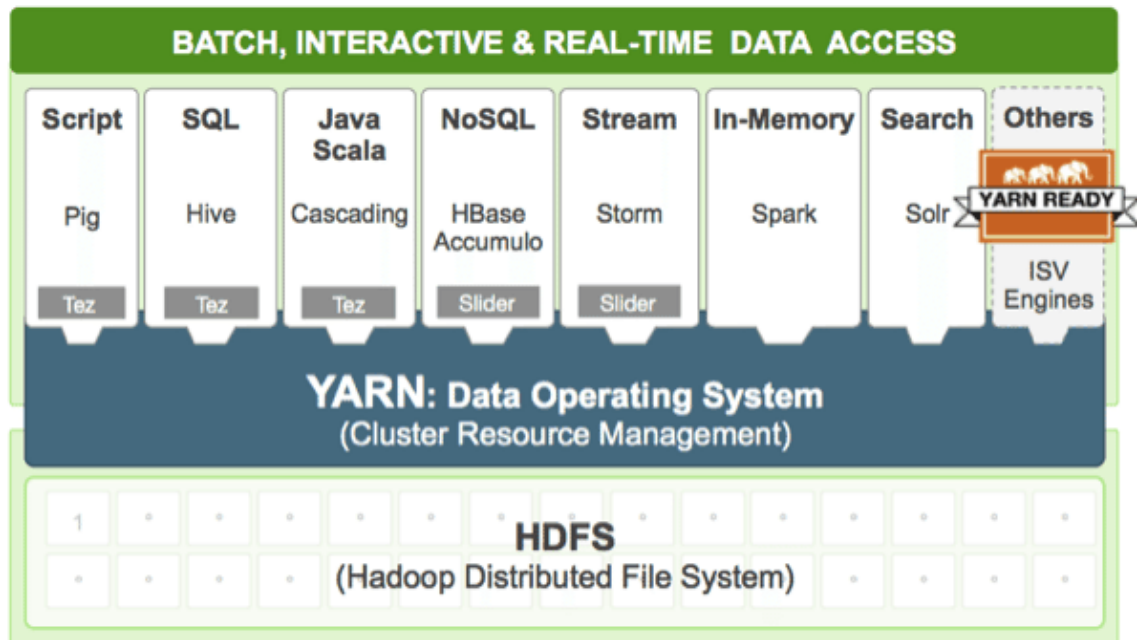 BATCH, INTERACTIVE & REAL-TIME DATA ACCESS
Script
Pig
Tez
SQL
Hive
Tez
Java
Scala
Cascading
Tez
NoSQL
HBase
Accumulo
Slider
Stream
Storm
Slider
In-Memory
Spark
Search
Solr
Others
YARN READY
ISV
Engines
YARN: Data Operating System
(Cluster Resource Management)
1
HDFS
(Hadoop Distributed File System)